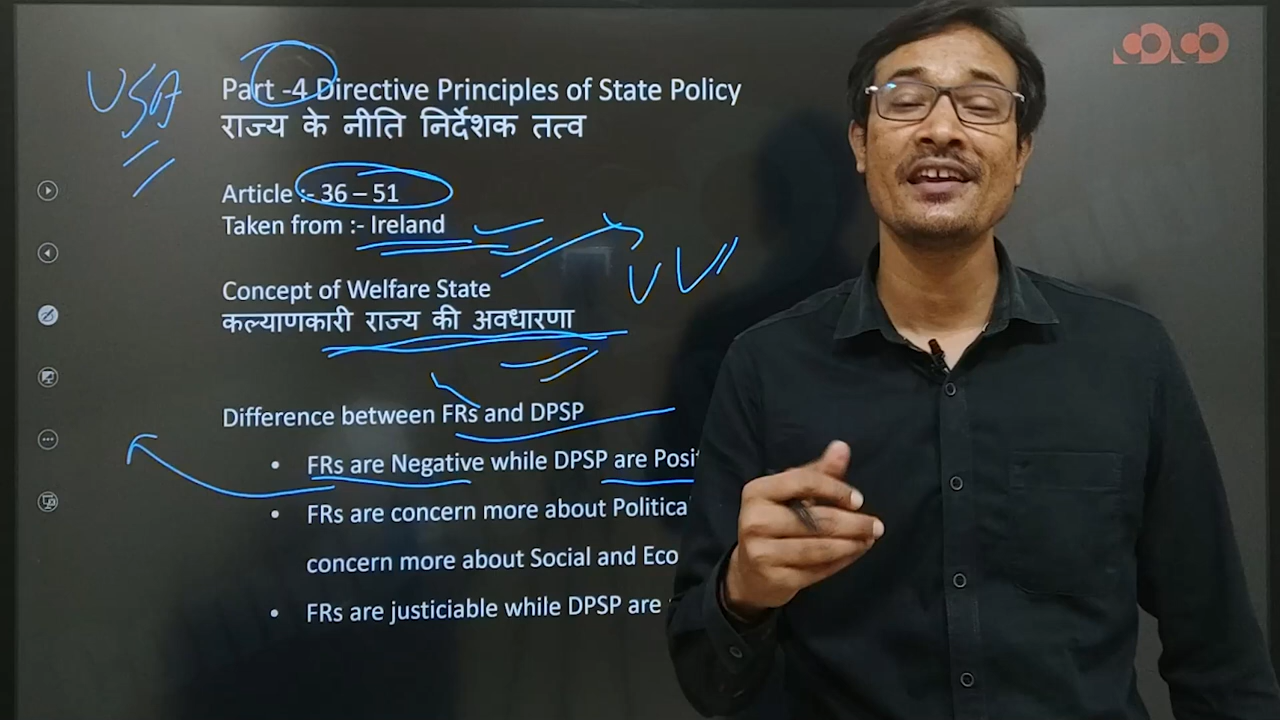 USA
Part -4 Directive Principles of State Policy
राज्य के नीति निर्देशक तत्व
Article :- 36 – 51
Taken from :- Ireland
Concept of Welfare State
कल्याणकारी राज्य की अवधारणा
Difference between FRs and DPSP
• FRs are Negative while DPSP are Posi
• FRs are concern more about Politica
concern more about Social and Eco
• FRs are justiciable while DPSP are